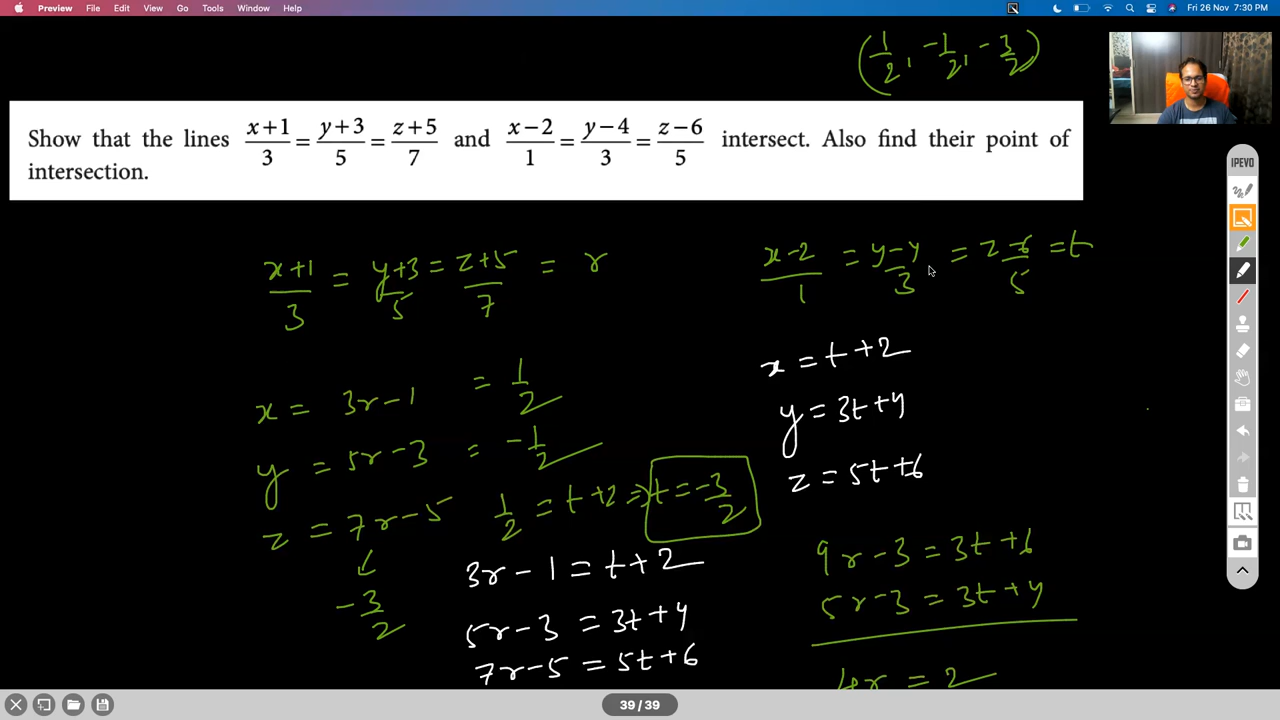 Preview File Edit View Go Tools Window Help Fri 26 Nov 7:30 PM
(1/2, -1/2, -3/2)
Show that the lines (x+1)/3 = (y+3)/5 = (z+5)/7 and (x−2)/1 = (y−4)/3 = (z−6)/5 intersect. Also find their point of
intersection.
IPEVO
(x+1)/3 = (y+3)/5 = (z+5)/7 = r
(x-2)/1 = (y-4)/3 = (z-6)/5 = t
x = 3r-1 = 1/2
y = 5r-3 = -1/2
z = 7r-5
-3/2
x = t+2
y = 3t+4
z = 5t+6
1/2 = t+2 => t = -3/2
3r-1 = t+2
5r-3 = 3t+4
7r-5 = 5t+6
9r-3 = 3t+6
5r-3 = 3t+4
4r = 2
39 / 39